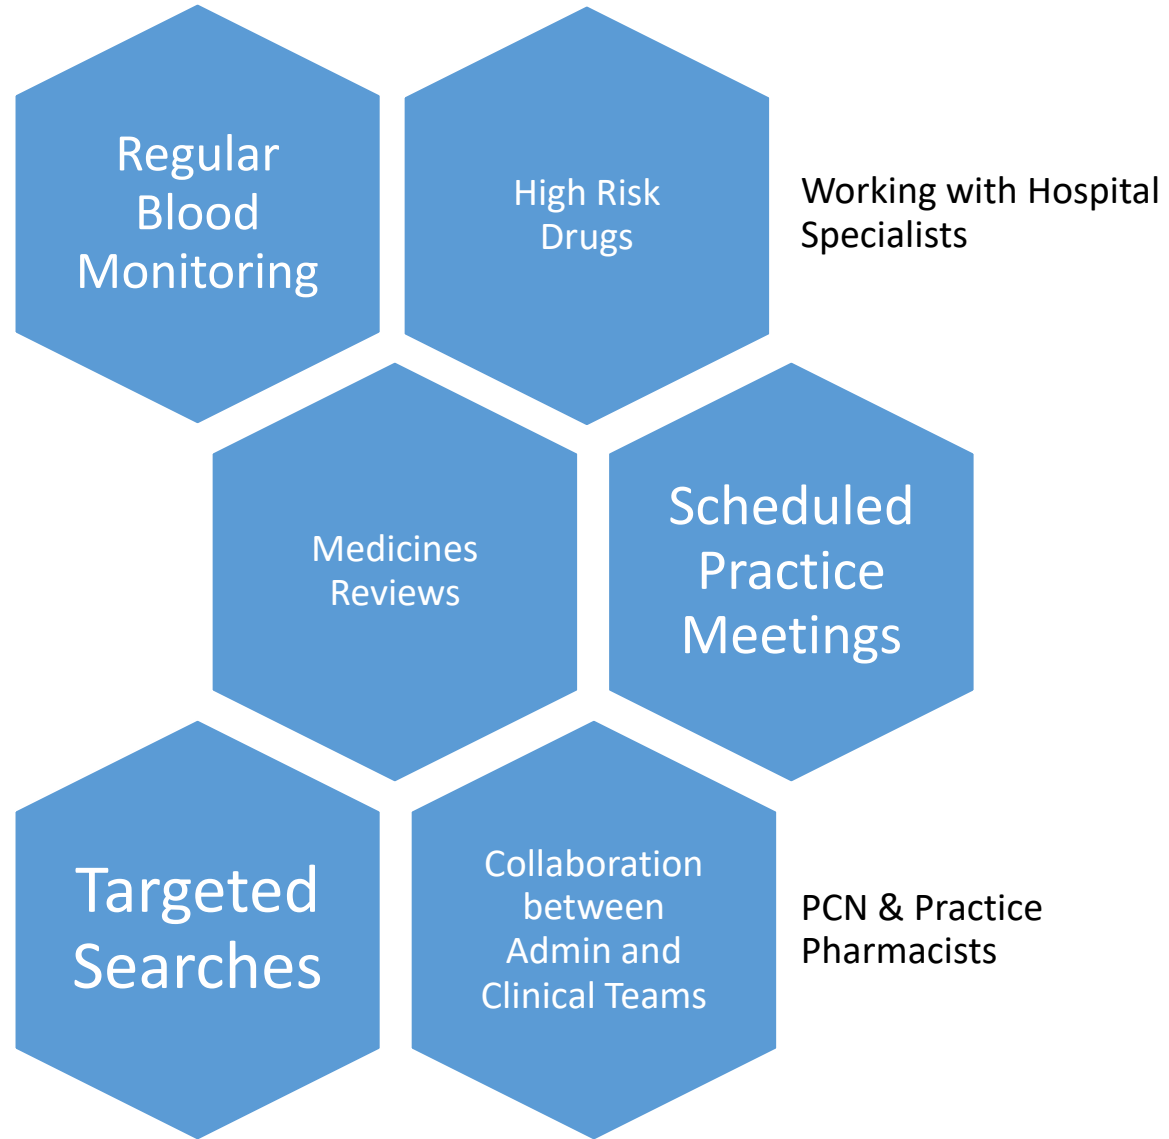 Regular
Blood
Monitoring
High Risk
Drugs
Working with Hospital
Specialists
Medicines
Reviews
Scheduled
Practice
Meetings
Targeted
Searches
Collaboration
between
Admin and
Clinical Teams
PCN & Practice
Pharmacists